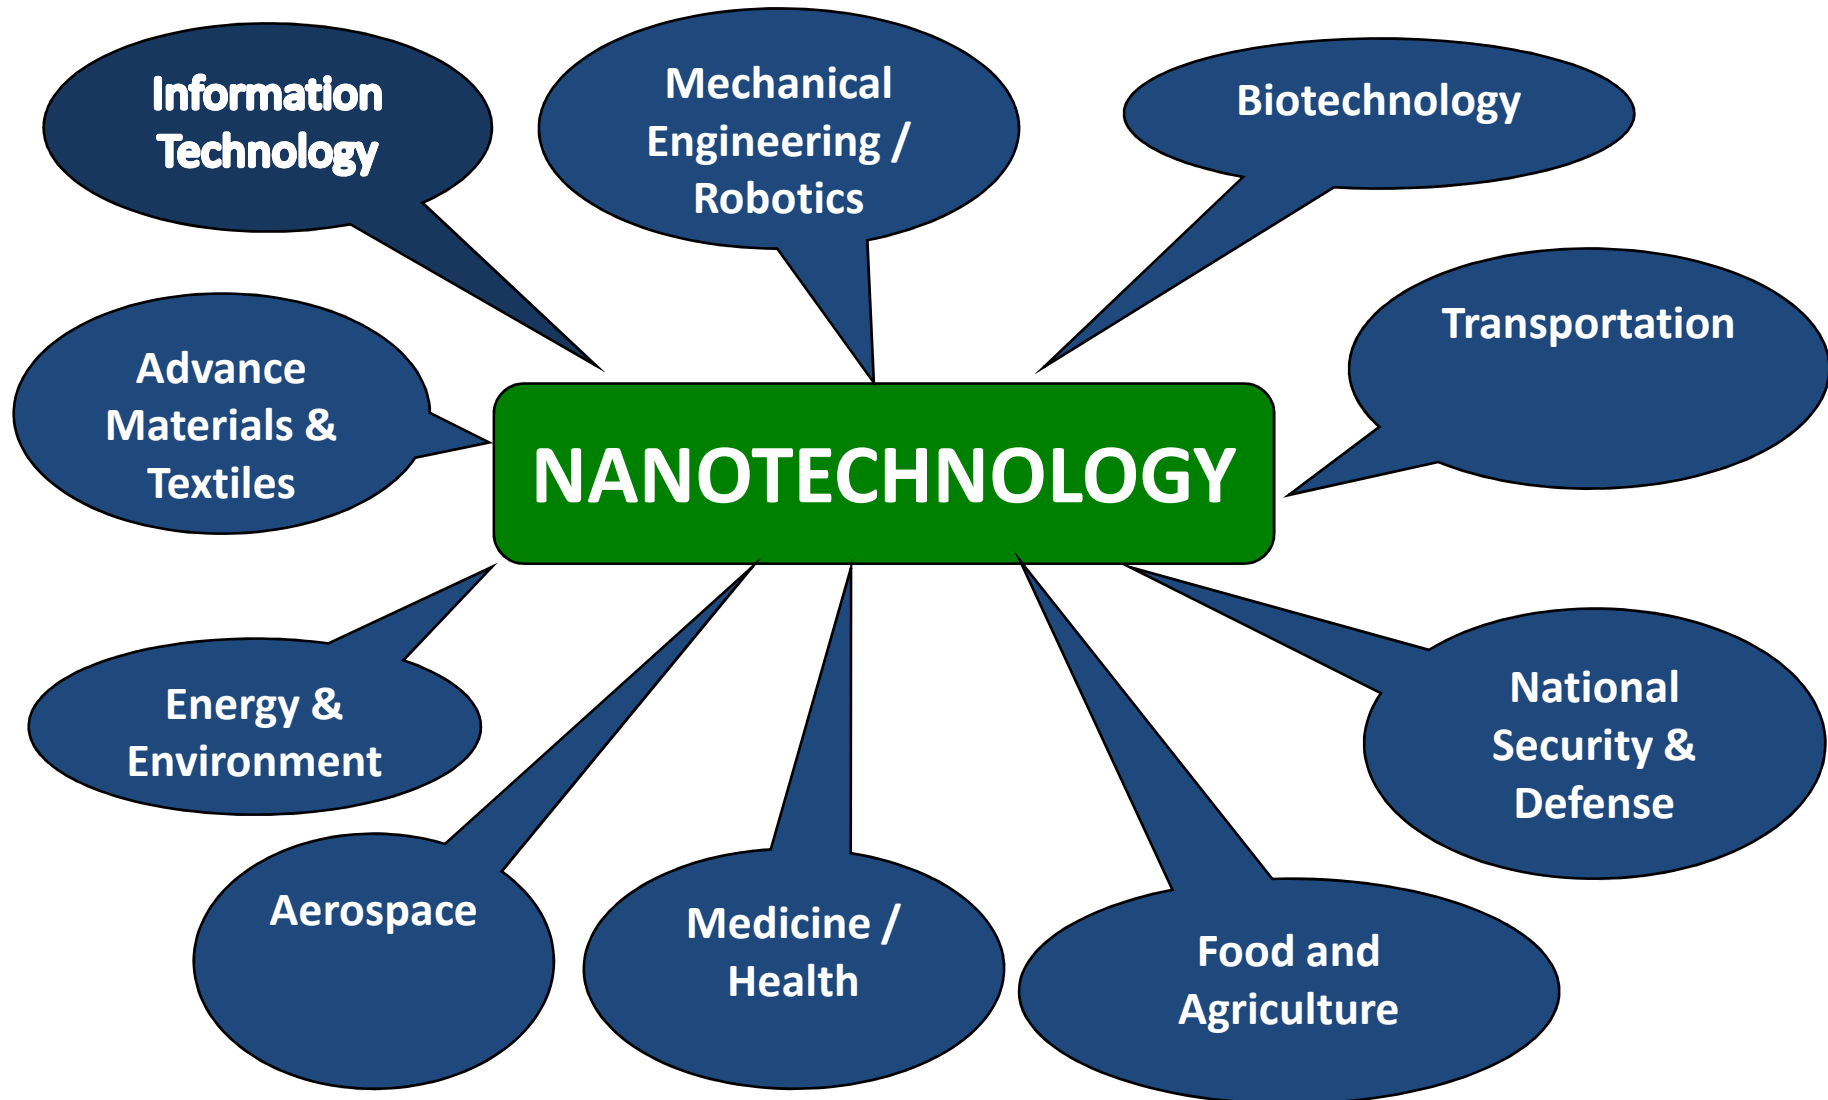 Information
Technology
Mechanical
Engineering /
Robotics
Biotechnology
Transportation
Advance
Materials &
Textiles
NANOTECHNOLOGY
Energy &
Environment
National
Security &
Defense
Aerospace
Medicine /
Health
Food and
Agriculture